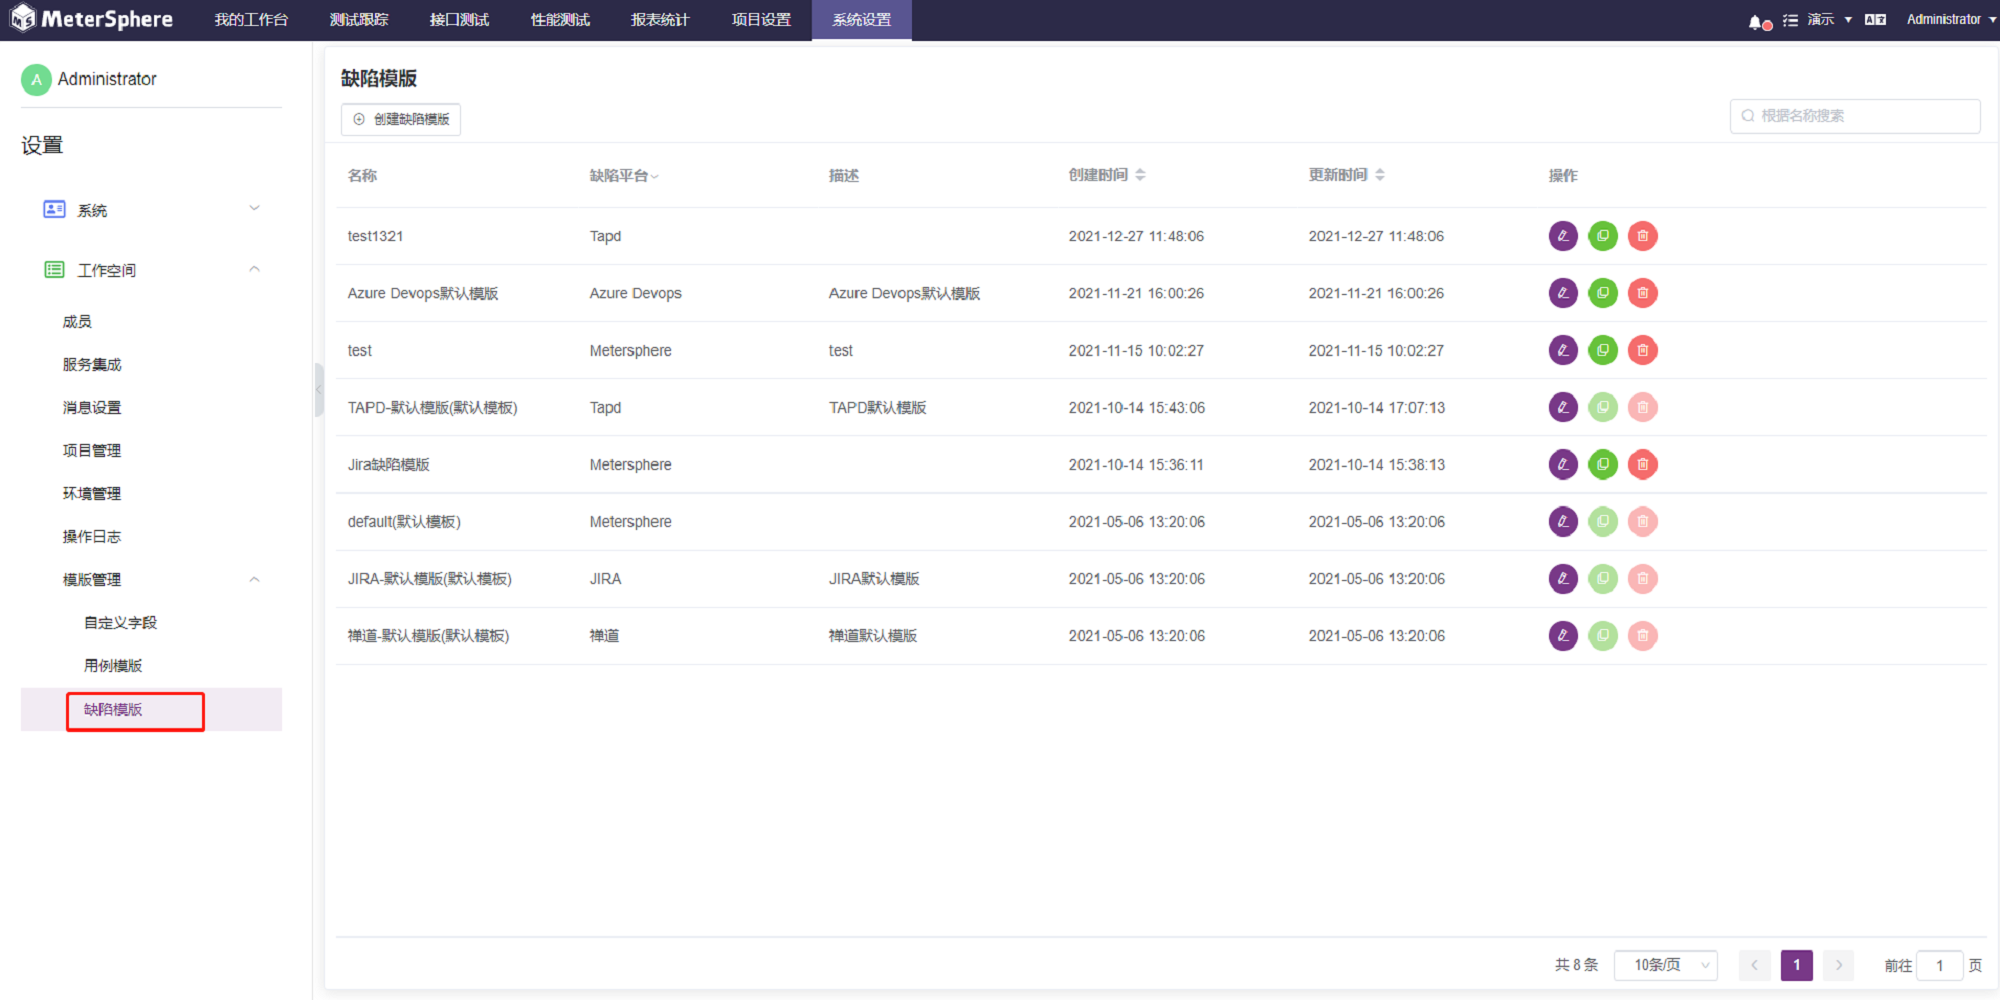 MeterSphere 我的工作台 测试跟踪 接口测试 性能测试 报表统计 项目设置 系统设置 演示 Administrator
A Administrator
设置
系统
工作空间
成员
服务集成
消息设置
项目管理
环境管理
操作日志
模版管理
自定义字段
用例模版
缺陷模版
缺陷模版
创建缺陷模版
根据名称搜索
名称 缺陷平台 描述 创建时间 更新时间 操作
test1321 Tapd 2021-12-27 11:48:06 2021-12-27 11:48:06
Azure Devops默认模版 Azure Devops Azure Devops默认模版 2021-11-21 16:00:26 2021-11-21 16:00:26
test Metersphere test 2021-11-15 10:02:27 2021-11-15 10:02:27
TAPD-默认模版(默认模板) Tapd TAPD默认模版 2021-10-14 15:43:06 2021-10-14 17:07:13
Jira缺陷模版 Metersphere 2021-10-14 15:36:11 2021-10-14 15:38:13
default(默认模板) Metersphere 2021-05-06 13:20:06 2021-05-06 13:20:06
JIRA-默认模版(默认模板) JIRA JIRA默认模版 2021-05-06 13:20:06 2021-05-06 13:20:06
禅道-默认模版(默认模板) 禅道 禅道默认模版 2021-05-06 13:20:06 2021-05-06 13:20:06
共 8 条 10条/页 1 前往 1 页